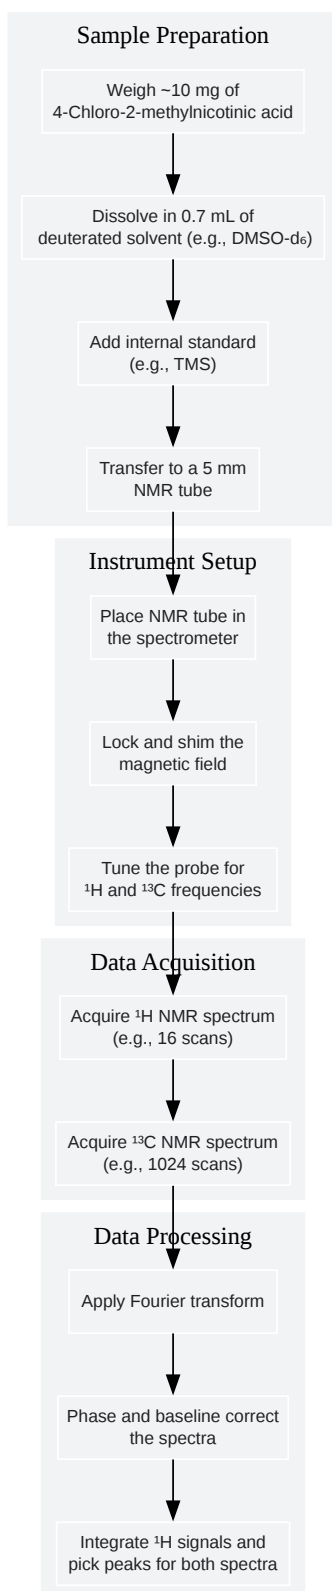 Sample Preparation
Weigh ~10 mg of
4-Chloro-2-methylnicotinic acid
Dissolve in 0.7 mL of
deuterated solvent (e.g., DMSO-d₆)
Add internal standard
(e.g., TMS)
Transfer to a 5 mm
NMR tube
Instrument Setup
Place NMR tube in
the spectrometer
Lock and shim the
magnetic field
Tune the probe for
¹H and ¹³C frequencies
Data Acquisition
Acquire ¹H NMR spectrum
(e.g., 16 scans)
Acquire ¹³C NMR spectrum
(e.g., 1024 scans)
Data Processing
Apply Fourier transform
Phase and baseline correct
the spectra
Integrate ¹H signals and
pick peaks for both spectra